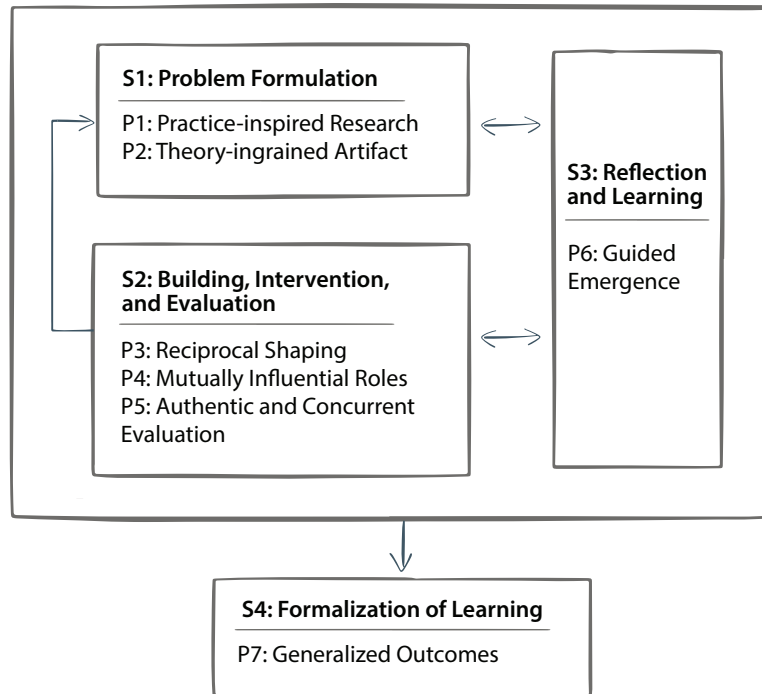 S1: Problem Formulation
P1: Practice-inspired Research
P2: Theory-ingrained Artifact
S2: Building, Intervention,
and Evaluation
P3: Reciprocal Shaping
P4: Mutually Influential Roles
P5: Authentic and Concurrent
Evaluation
S3: Reflection
and Learning
P6: Guided
Emergence
S4: Formalization of Learning
P7: Generalized Outcomes